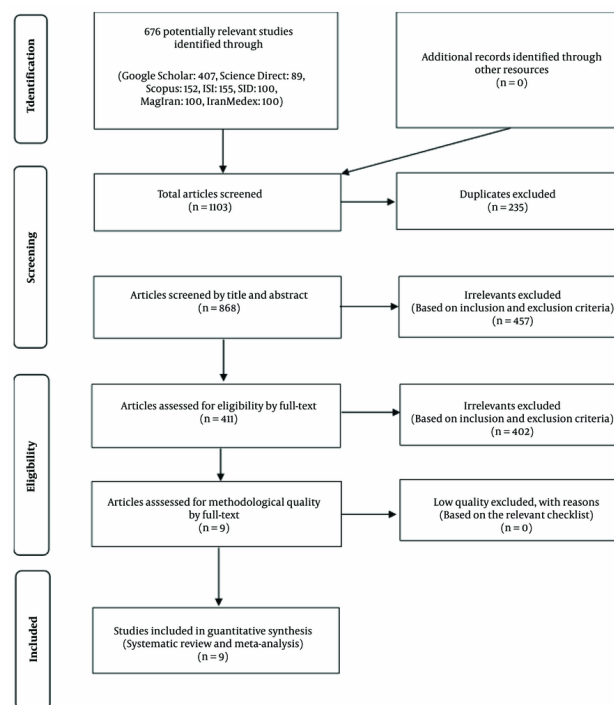 Tdentification
676 potentially relevant studies
identified through
(Google Scholar: 407, Science Direct: 89,
Scopus: 152, ISI: 155, SID: 100,
MagIran: 100, IranMedex: 100)
Additional records identified through
other resources
(n = 0)
Screening
Total articles screened
(n = 1103)
Duplicates excluded
(n = 235)
Articles screened by title and abstract
(n = 868)
Irrelevants excluded
(Based on inclusion and exclusion criteria)
(n = 457)
Eligibility
Articles assessed for eligibility by full-text
(n = 411)
Irrelevants excluded
(Based on inclusion and exclusion criteria)
(n = 402)
Articles asssessed for methodological quality
by full-text
(n = 9)
Low quality excluded, with reasons
(Based on the relevant checklist)
(n = 0)
Included
Studies included in quantitative synthesis
(Systematic review and meta-analysis)
(n = 9)